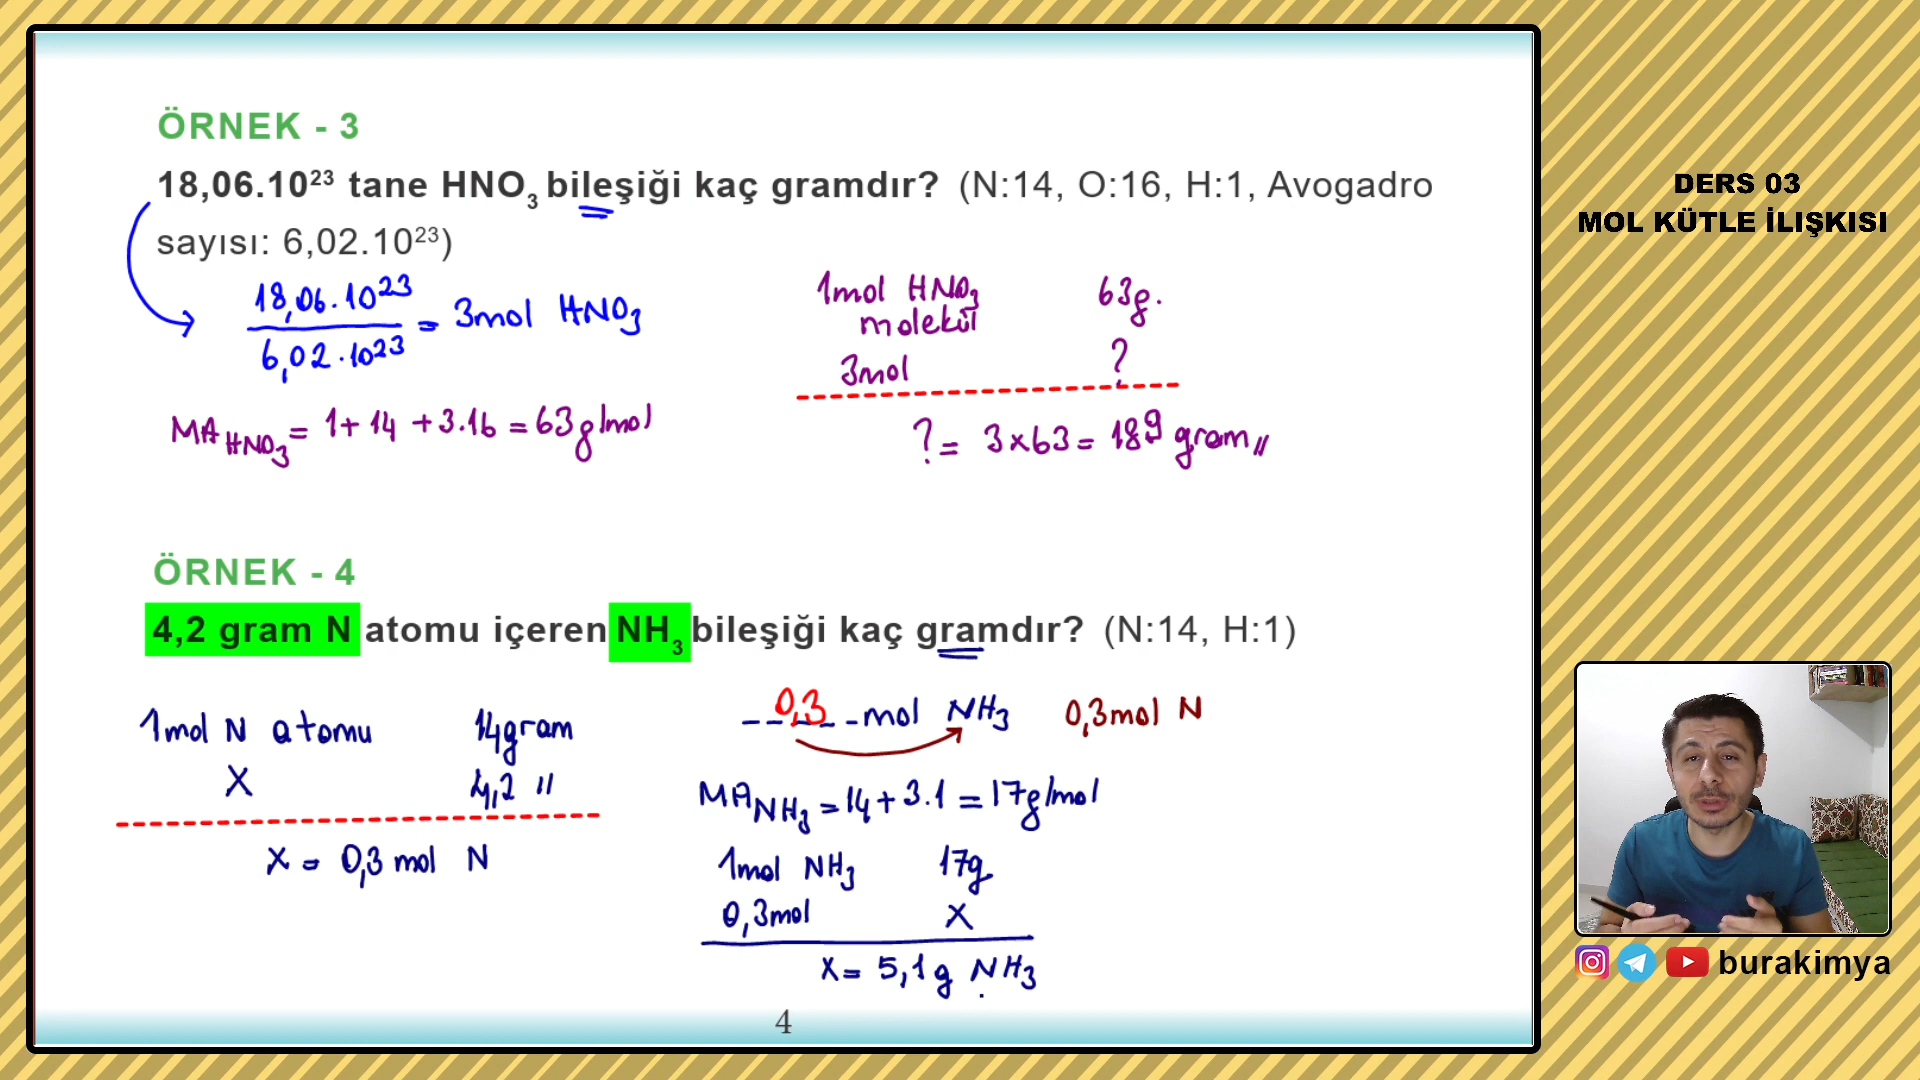 ÖRNEK - 3
18,06.10²³ tane HNO₃ bileşiği kaç gramdır? (N:14, O:16, H:1, Avogadro
sayısı: 6,02.10²³)
18,06.10²³
6,02.10²³
= 3mol HNO₃
MA HNO₃ = 1+14+3.16 = 63g/mol
1mol HNO₃ 63g.
molekül
3mol ?
? = 3x63 = 189 gram //
ÖRNEK - 4
4,2 gram N atomu içeren NH₃ bileşiği kaç gramdır? (N:14, H:1)
1mol N atomu 14gram
X 4,2 //
X = 0,3 mol N
0,3 mol NH₃ 0,3mol N
MA NH₃ = 14+3.1 = 17g/mol
1mol NH₃ 17g
0,3mol X
X = 5,1g NH₃
4
DERS 03
MOL KÜTLE İLIŞKISI
burakimya